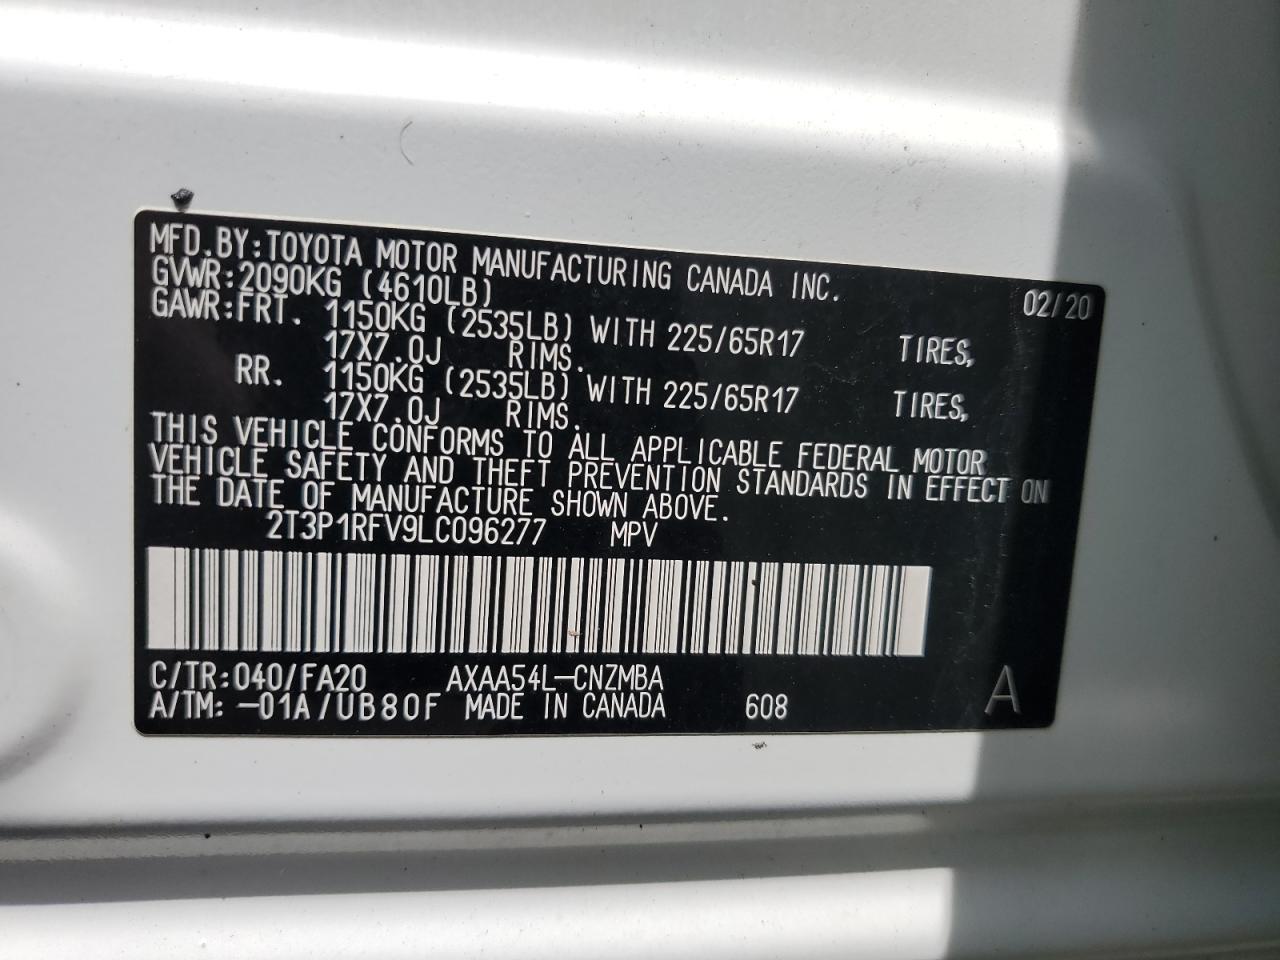 MFD.BY:TOYOTA MOTOR MANUFACTURING CANADA INC. 02/20
GVWR:2090KG (4610LB)
GAWR:FRT. 1150KG (2535LB) WITH 225/65R17 TIRES,
17X7.0J RIMS.
RR. 1150KG (2535LB) WITH 225/65R17 TIRES,
17X7.0J RIMS.
THIS VEHICLE CONFORMS TO ALL APPLICABLE FEDERAL MOTOR
VEHICLE SAFETY AND THEFT PREVENTION STANDARDS IN EFFECT ON
THE DATE OF MANUFACTURE SHOWN ABOVE.
2T3P1RFV9LC096277 MPV
C/TR:040/FA20 AXAA54L-CNZMBA
A/TM:-01A/UB80F MADE IN CANADA 608 A